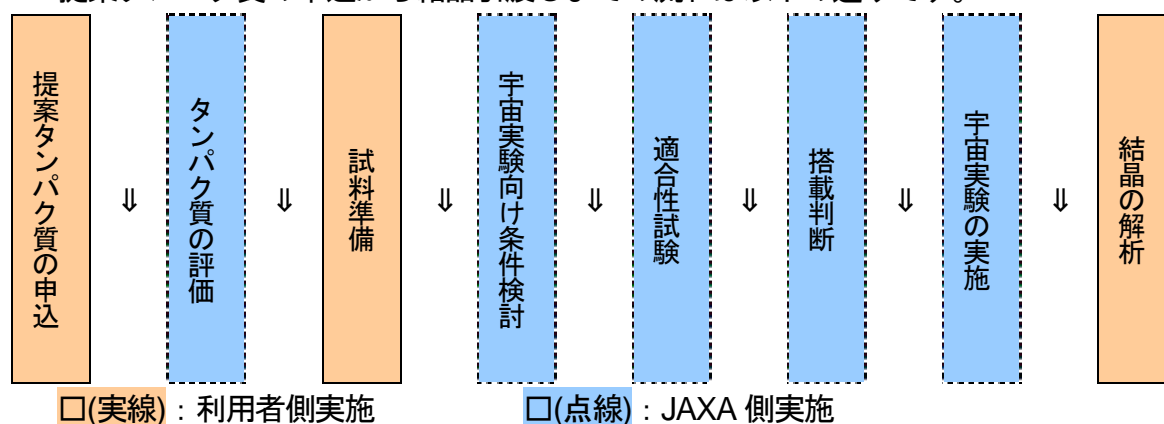 提案タンパク質の申込
⇓
タンパク質の評価
⇓
試料準備
⇓
宇宙実験向け条件検討
⇓
適合性試験
⇓
搭載判断
⇓
宇宙実験の実施
⇓
結晶の解析
□(実線)：利用者側実施
□(点線)：JAXA 側実施